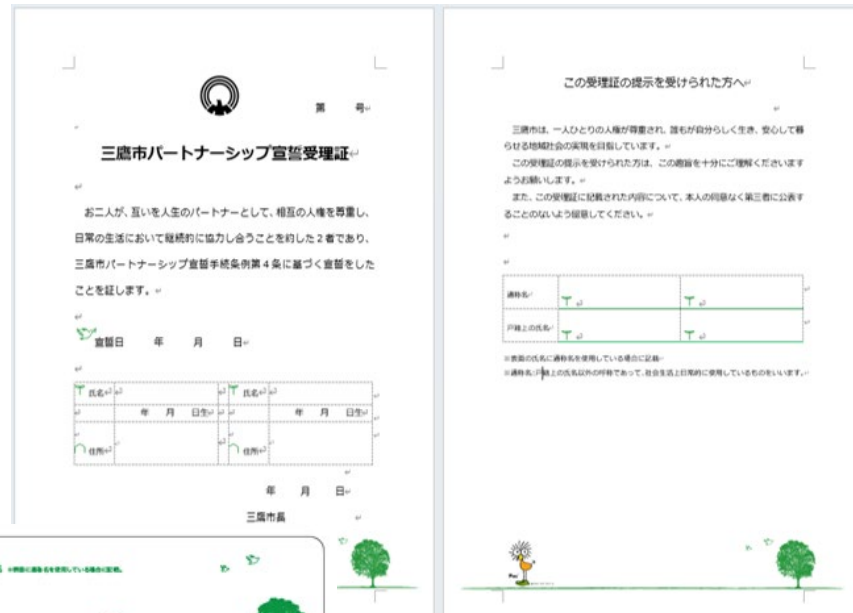 第　号
三鷹市パートナーシップ宣誓受理証
お二人が、互いを人生のパートナーとして、相互の人権を尊重し、
日常の生活において継続的に協力し合うことを約した２者であり、
三鷹市パートナーシップ宣誓手続条例第４条に基づく宣誓をした
ことを証します。
宣誓日　　年　　月　　日
氏名　氏名
年　月　日生　年　月　日生
住所　住所
年　　月　　日
三鷹市長
※表面に通称名を使用している場合に記載。
この受理証の提示を受けられた方へ
三鷹市は、一人ひとりの人権が尊重され、誰もが自分らしく生き、安心して暮
らせる地域社会の実現を目指しています。
この受理証の提示を受けられた方は、この趣旨を十分にご理解くださいます
ようお願いします。
また、この受理証に記載された内容について、本人の同意なく第三者に公表す
ることのないよう留意してください。
通称名
戸籍上の氏名
※表面の氏名に通称名を使用している場合に記載
※通称名:戸籍上の氏名以外の呼称であって、社会生活上日常的に使用しているものをいいます。
Poki